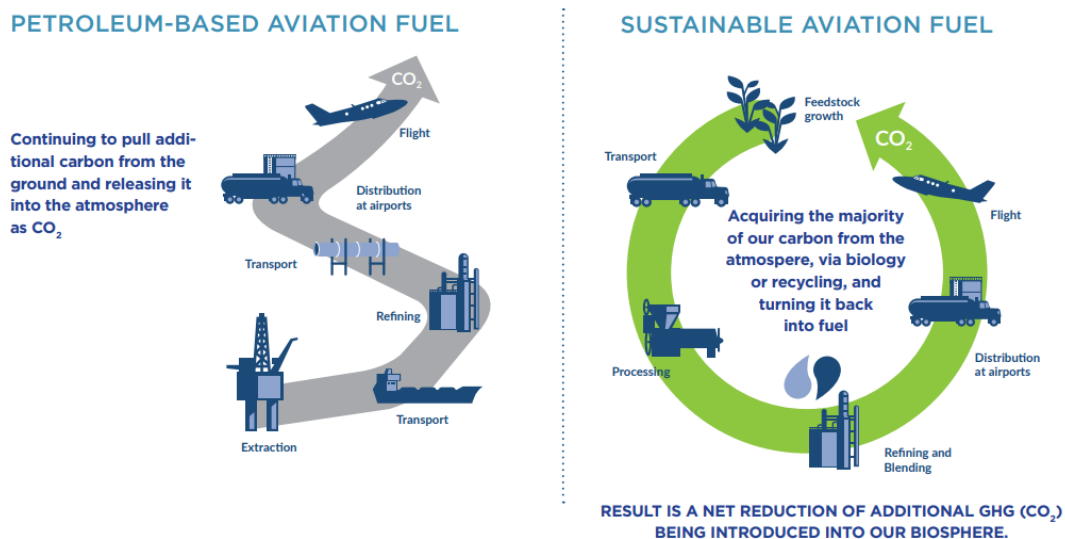 PETROLEUM-BASED AVIATION FUEL
CO2
Flight
Continuing to pull addi-
tional carbon from the
ground and releasing it
into the atmosphere
as CO2
Distribution
at airports
Transport
Refining
Transport
Extraction
SUSTAINABLE AVIATION FUEL
Feedstock
growth
CO2
Transport
Flight
Acquiring the majority
of our carbon from the
atmospere, via biology
or recycling, and
turning it back
into fuel
Processing
Distribution
at airports
Refining and
Blending
RESULT IS A NET REDUCTION OF ADDITIONAL GHG (CO2)
BEING INTRODUCED INTO OUR BIOSPHERE.